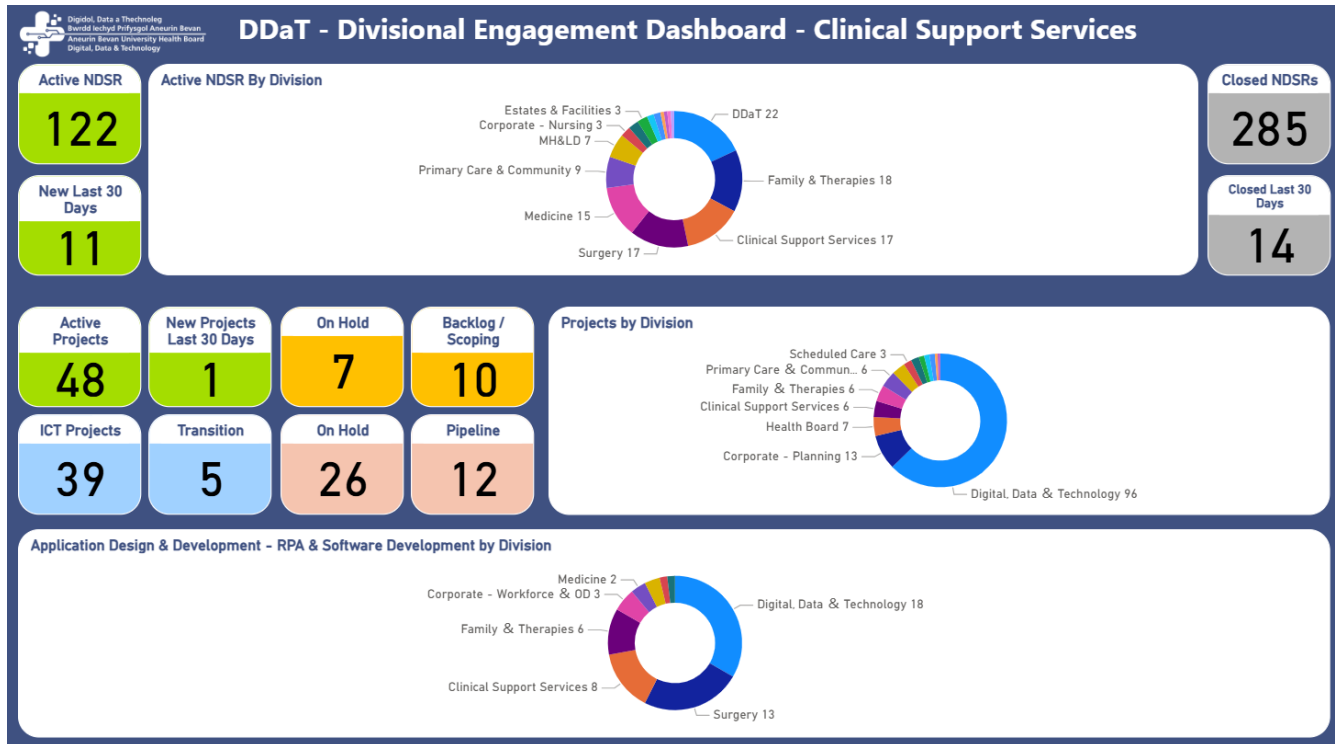 Digidol, Data a Thechnoleg
Bwrdd Iechyd Prifysgol Aneurin Bevan
Aneurin Bevan University Health Board
Digital, Data & Technology
DDaT - Divisional Engagement Dashboard - Clinical Support Services
Active NDSR
122
New Last 30
Days
11
Active NDSR By Division
Estates & Facilities 3
Corporate - Nursing 3
MH&LD 7
Primary Care & Community 9
Medicine 15
Surgery 17
DDaT 22
Family & Therapies 18
Clinical Support Services 17
Closed NDSRs
285
Closed Last 30
Days
14
Active
Projects
48
New Projects
Last 30 Days
1
On Hold
7
Backlog /
Scoping
10
ICT Projects
39
Transition
5
On Hold
26
Pipeline
12
Projects by Division
Scheduled Care 3
Primary Care & Commun... 6
Family & Therapies 6
Clinical Support Services 6
Health Board 7
Corporate - Planning 13
Digital, Data & Technology 96
Application Design & Development - RPA & Software Development by Division
Medicine 2
Corporate - Workforce & OD 3
Family & Therapies 6
Clinical Support Services 8
Digital, Data & Technology 18
Surgery 13